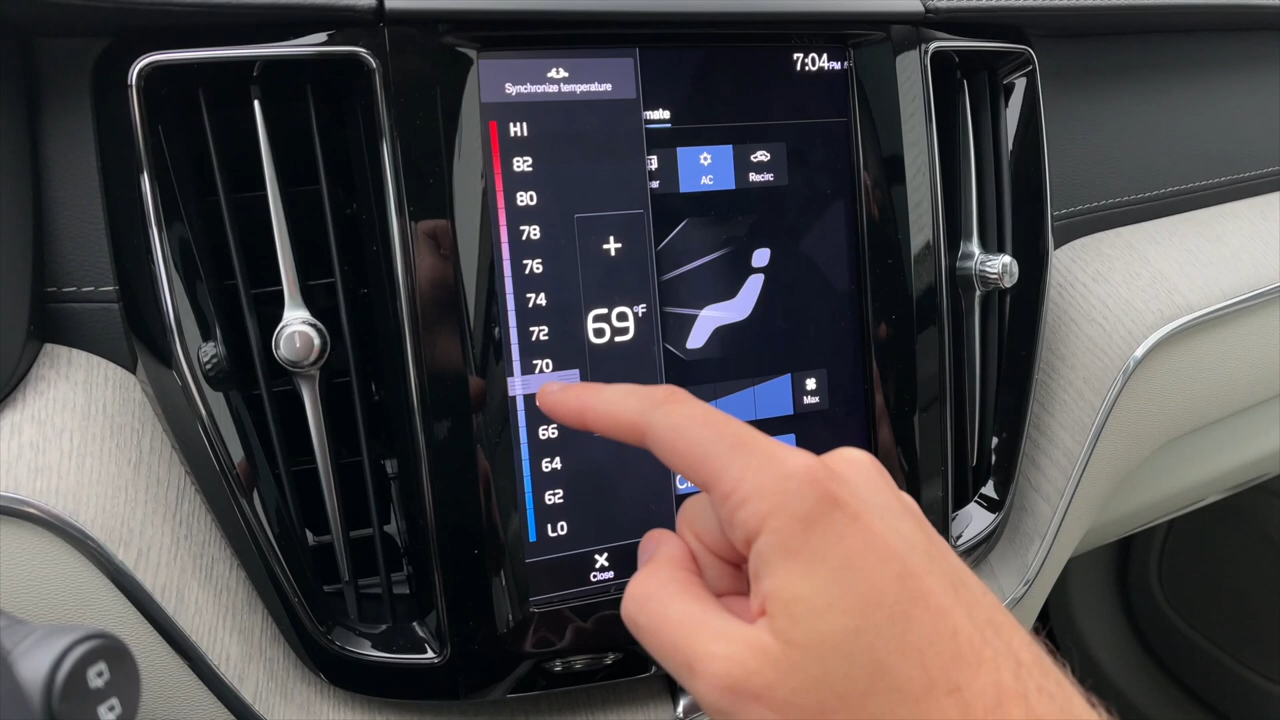 7:04 PM
Synchronize temperature
mate
HI
82
80
78
76
74
72
70
66
64
62
LO
+
69°F
AC
Recirc
Max
Close